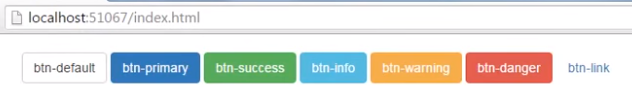 localhost:51067/index.html
btn-default btn-primary btn-success btn-info btn-warning btn-danger btn-link